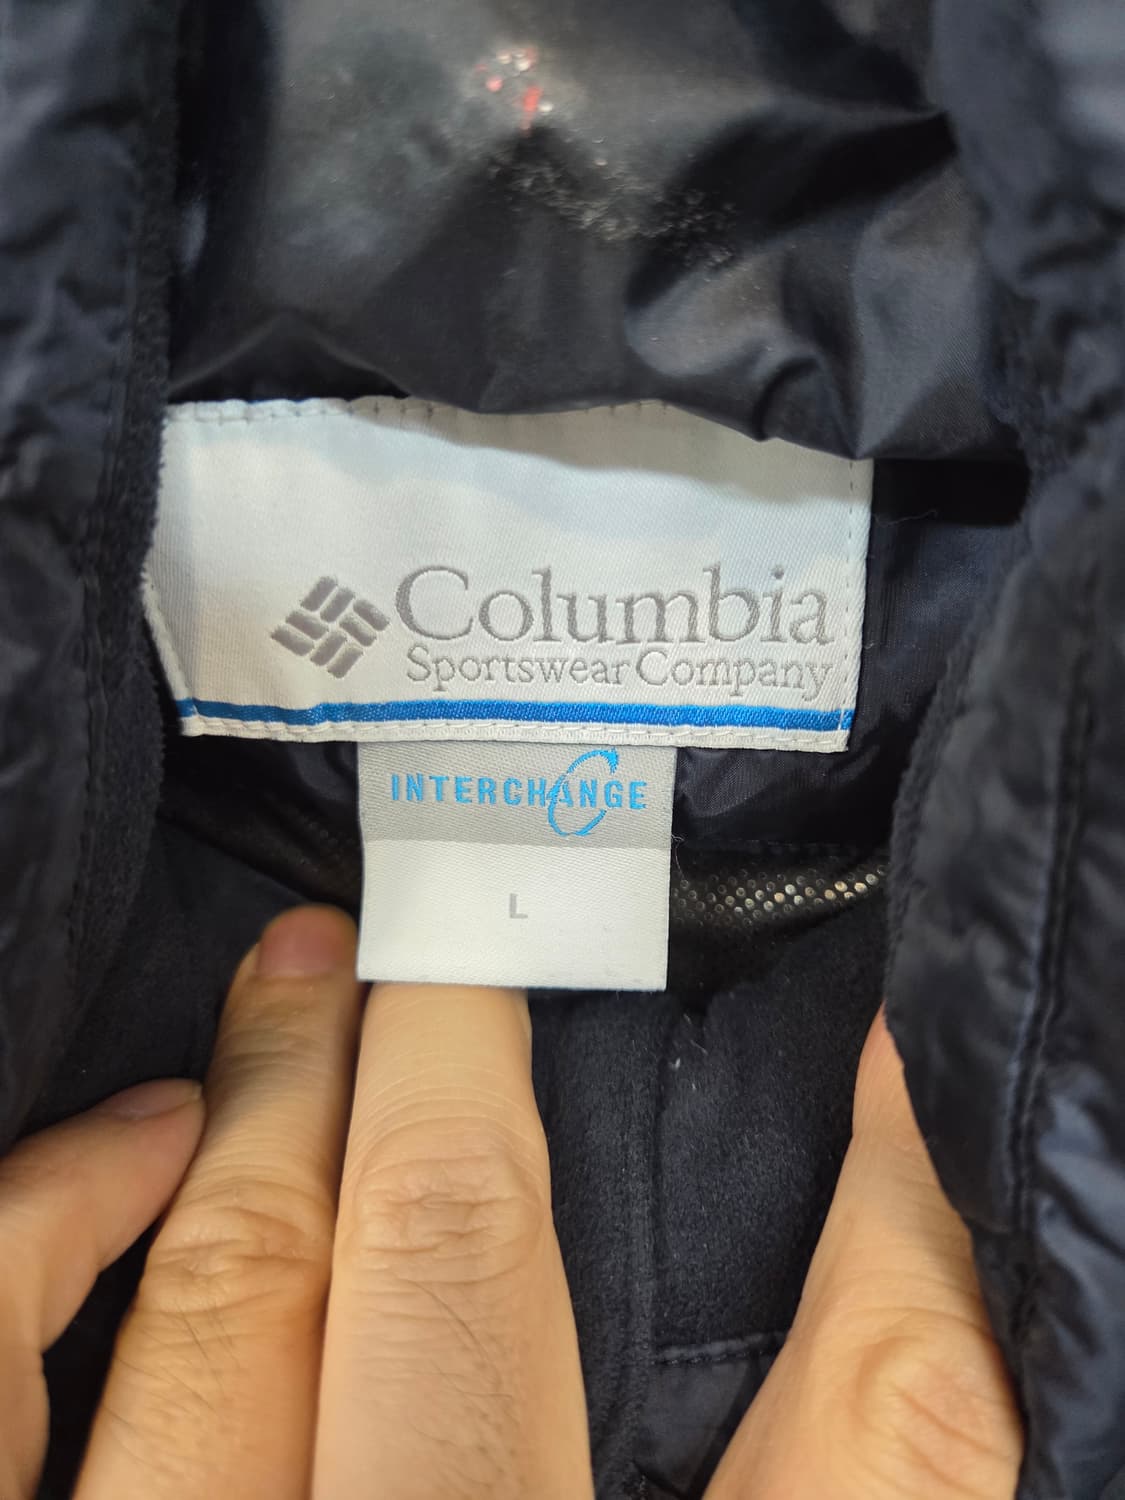 Columbia
Sportswear Company
INTERCHANGE
L